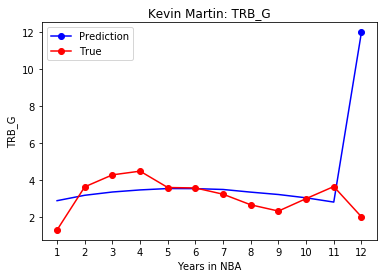 Kevin Martin: TRB_G
Prediction
True
12
10
8
6
4
2
TRB_G
1 2 3 4 5 6 7 8 9 10 11 12
Years in NBA